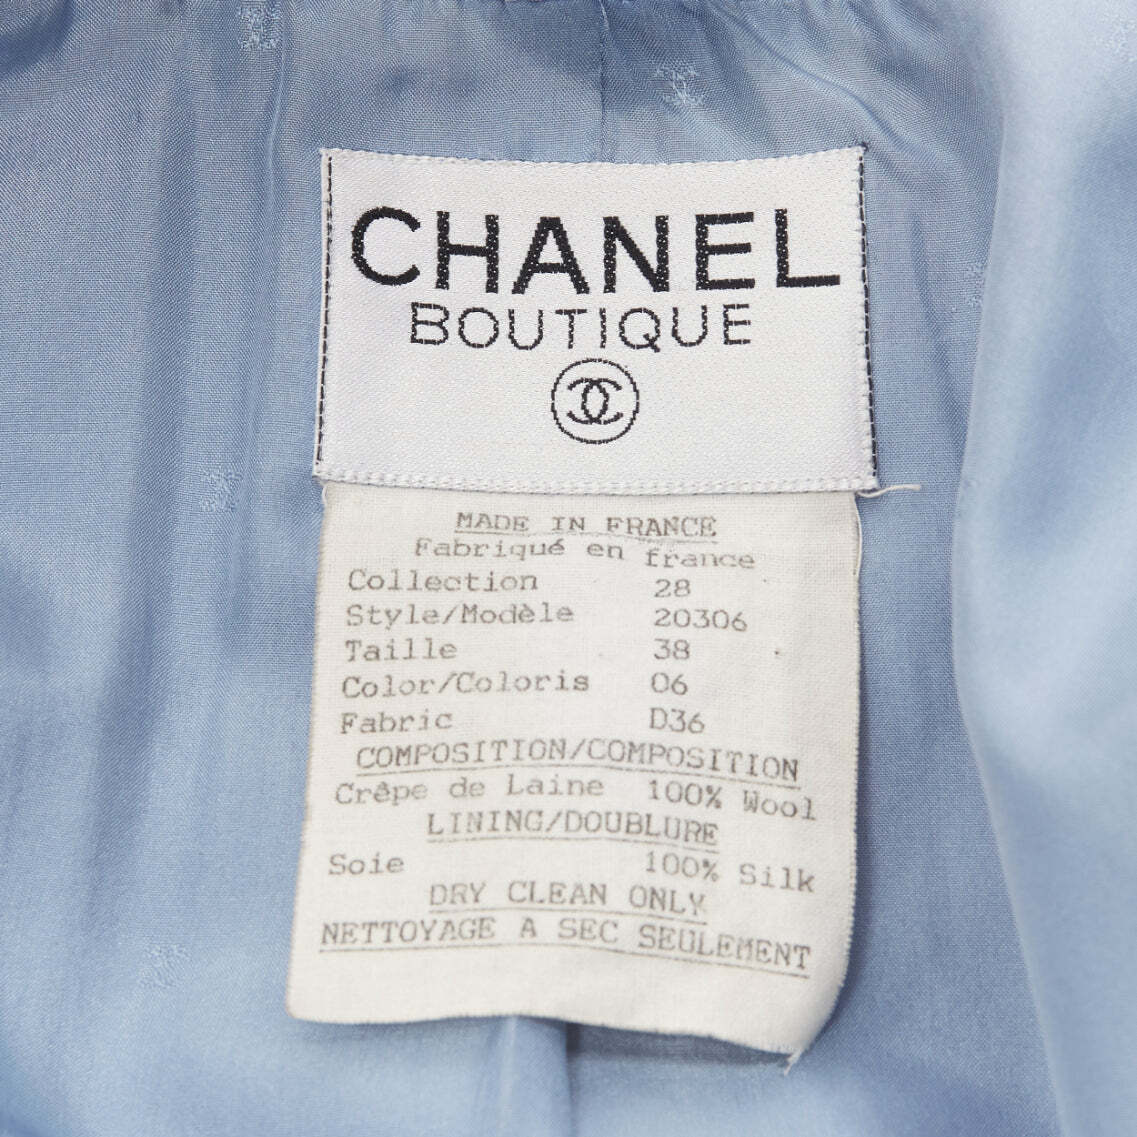 CHANEL
BOUTIQUE
MADE IN FRANCE
Fabriqué en france
Collection 28
Style/Modèle 20306
Taille 38
Color/Coloris 06
Fabric D36
COMPOSITION/COMPOSITION
Crêpe de Laine 100% Wool
LINING/DOUBLURE
Soie 100% Silk
DRY CLEAN ONLY
NETTOYAGE A SEC SEULEMENT